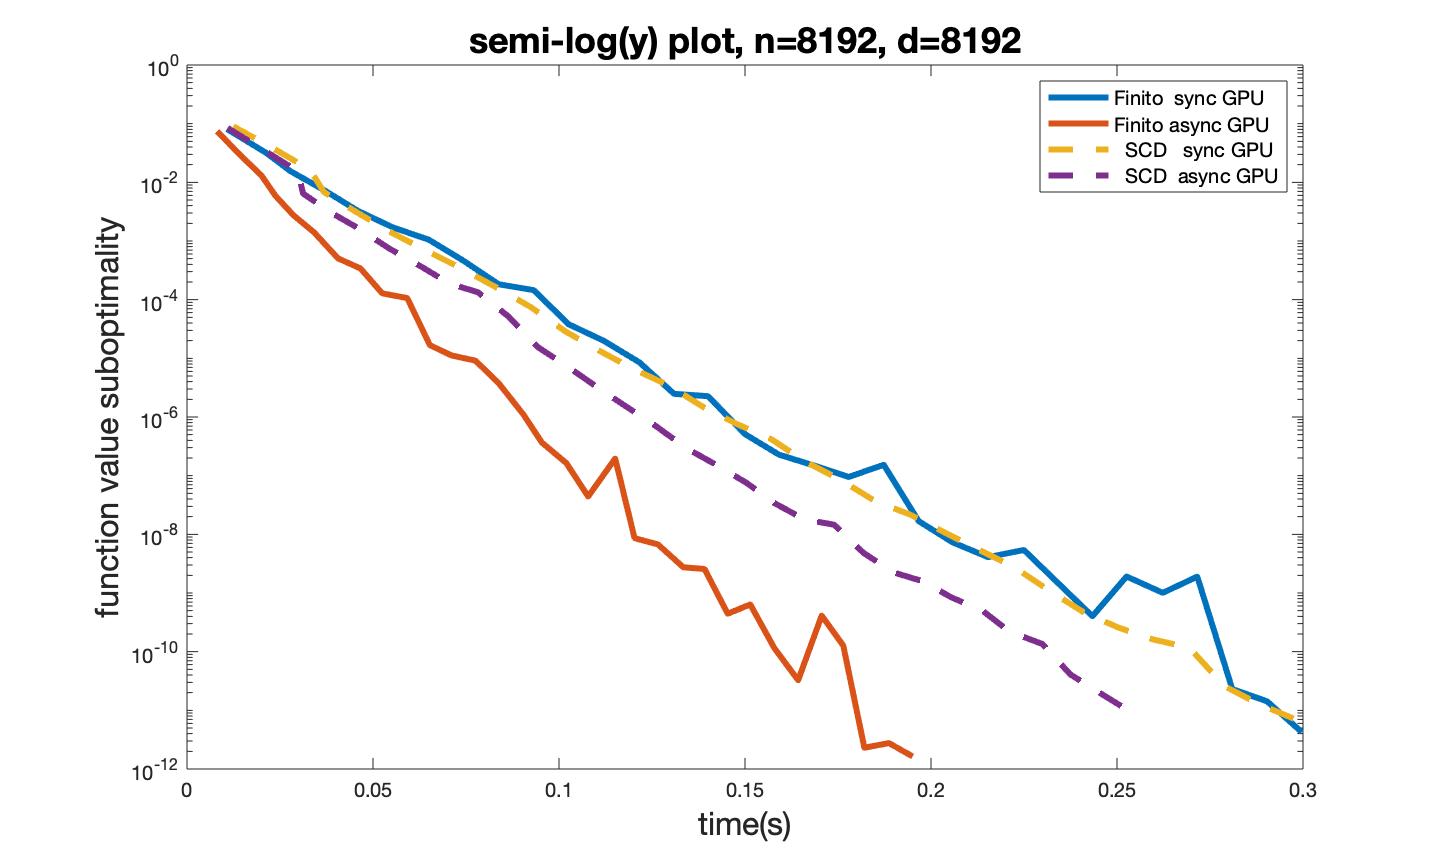 semi-log(y) plot, n=8192, d=8192
10^0
10^-2
10^-4
10^-6
10^-8
10^-10
10^-12
function value suboptimality
Finito sync GPU
Finito async GPU
SCD sync GPU
SCD async GPU
0 0.05 0.1 0.15 0.2 0.25 0.3
time(s)